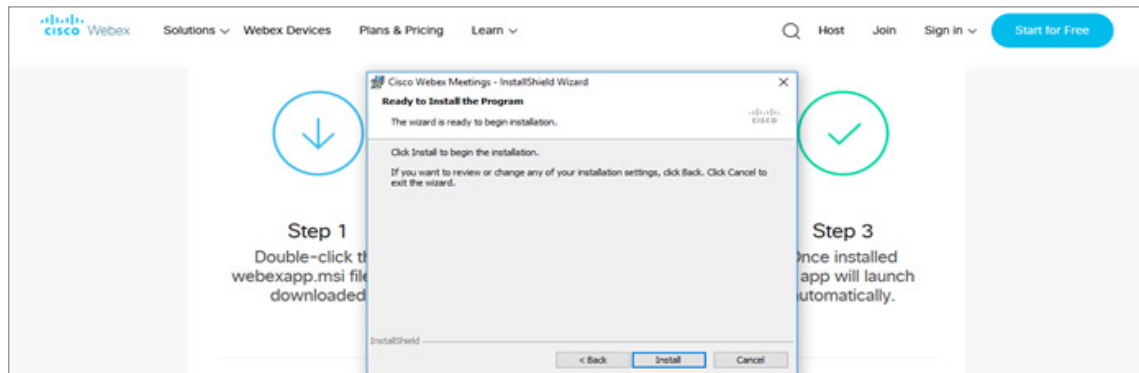 cisco Webex Solutions Webex Devices Plans & Pricing Learn Host Join Sign in Start for Free
Cisco Webex Meetings - InstallShield Wizard
Ready to Install the Program
The wizard is ready to begin installation.
CISCO
Click Install to begin the installation.
If you want to review or change any of your installation settings, click Back. Click Cancel to
exit the wizard.
InstallShield
< Back Install Cancel
Step 1
Double-click
webexapp.msi
downloaded
Step 3
installed
app will launch
automatically.